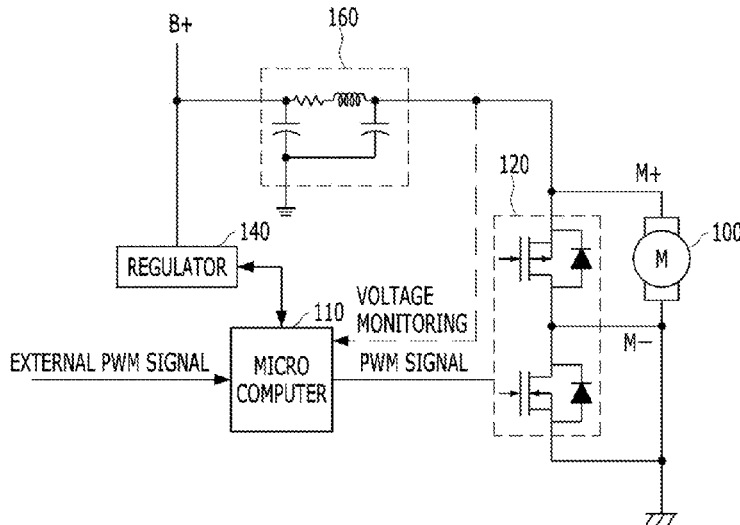 160
B+
120
M+
140
100
REGULATOR
M
110
VOLTAGE
MONITORING
M-
EXTERNAL PWM SIGNAL
MICRO
COMPUTER
PWM SIGNAL